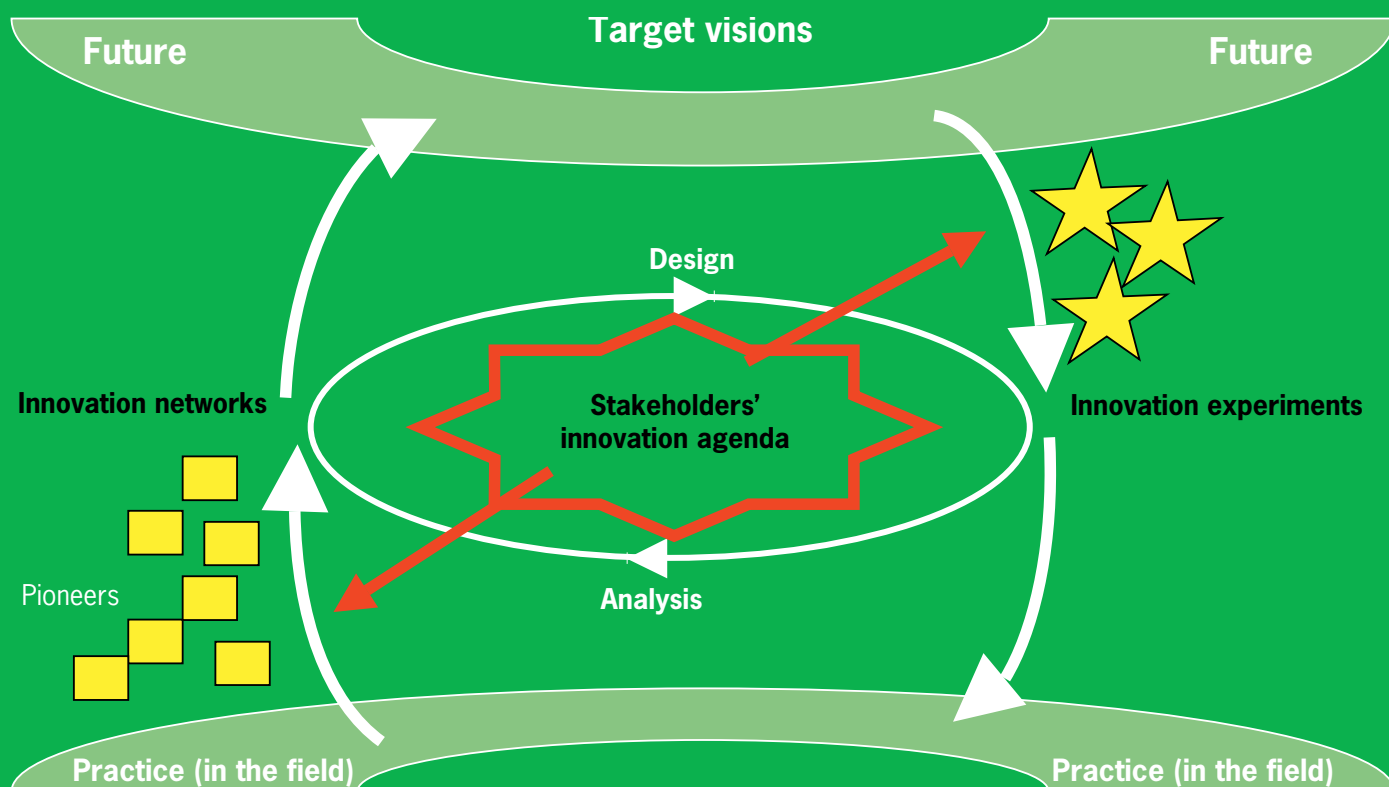 Target visions
Future
Future
Design
Innovation networks
Stakeholders’
innovation agenda
Innovation experiments
Pioneers
Analysis
Practice (in the field)
Practice (in the field)